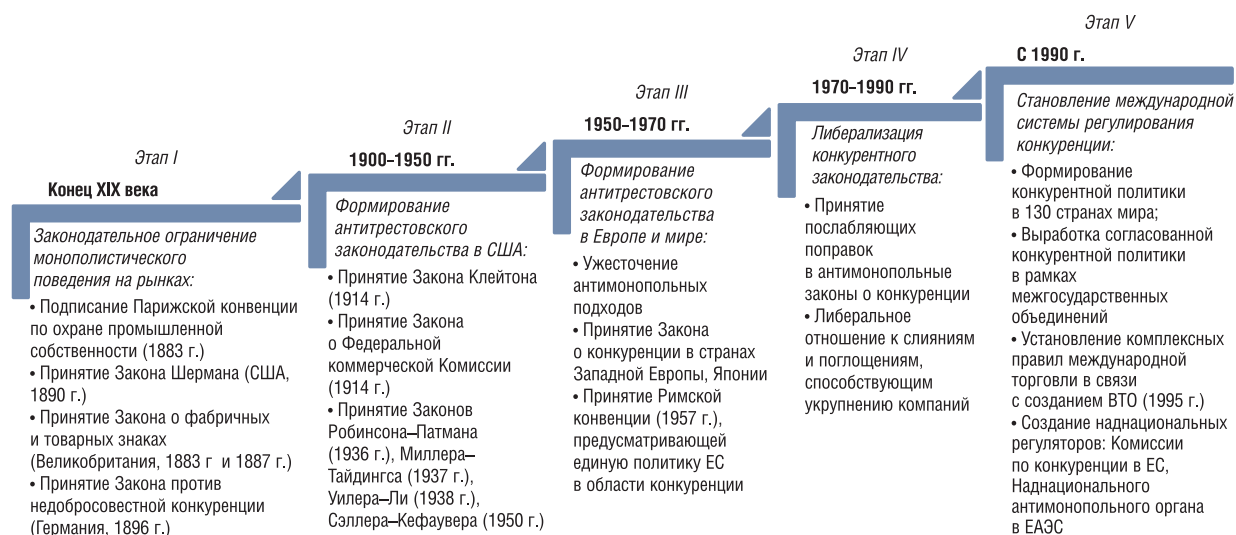 Этап I
Конец XIX века
Законодательное ограничение
монополистического
поведения на рынках:
• Подписание Парижской конвенции
по охране промышленной
собственности (1883 г.)
• Принятие Закона Шермана (США,
1890 г.)
• Принятие Закона о фабричных
и товарных знаках
(Великобритания, 1883 г и 1887 г.)
• Принятие Закона против
недобросовестной конкуренции
(Германия, 1896 г.)
Этап II
1900–1950 гг.
Формирование
антитрестовского
законодательства в США:
• Принятие Закона Клейтона
(1914 г.)
• Принятие Закона
о Федеральной
коммерческой Комиссии
(1914 г.)
• Принятие Законов
Робинсона–Патмана
(1936 г.), Миллера–
Тайдингса (1937 г.),
Уилера–Ли (1938 г.),
Сэллера–Кефаувера (1950 г.)
Этап III
1950–1970 гг.
Формирование
антитрестовского
законодательства
в Европе и мире:
• Ужесточение
антимонопольных
подходов
• Принятие Закона
о конкуренции в странах
Западной Европы, Японии
• Принятие Римской
конвенции (1957 г.),
предусматривающей
единую политику ЕС
в области конкуренции
Этап IV
1970–1990 гг.
Либерализация
конкурентного
законодательства:
• Принятие
послабляющих
поправок
в антимонопольные
законы о конкуренции
• Либеральное
отношение к слияниям
и поглощениям,
способствующим
укрупнению компаний
Этап V
С 1990 г.
Становление международной
системы регулирования
конкуренции:
• Формирование
конкурентной политики
в 130 странах мира;
• Выработка согласованной
конкурентной политики
в рамках
межгосударственных
объединений
• Установление комплексных
правил международной
торговли в связи
с созданием ВТО (1995 г.)
• Создание наднациональных
регуляторов: Комиссии
по конкуренции в ЕС,
Наднационального
антимонопольного органа
в ЕАЭС